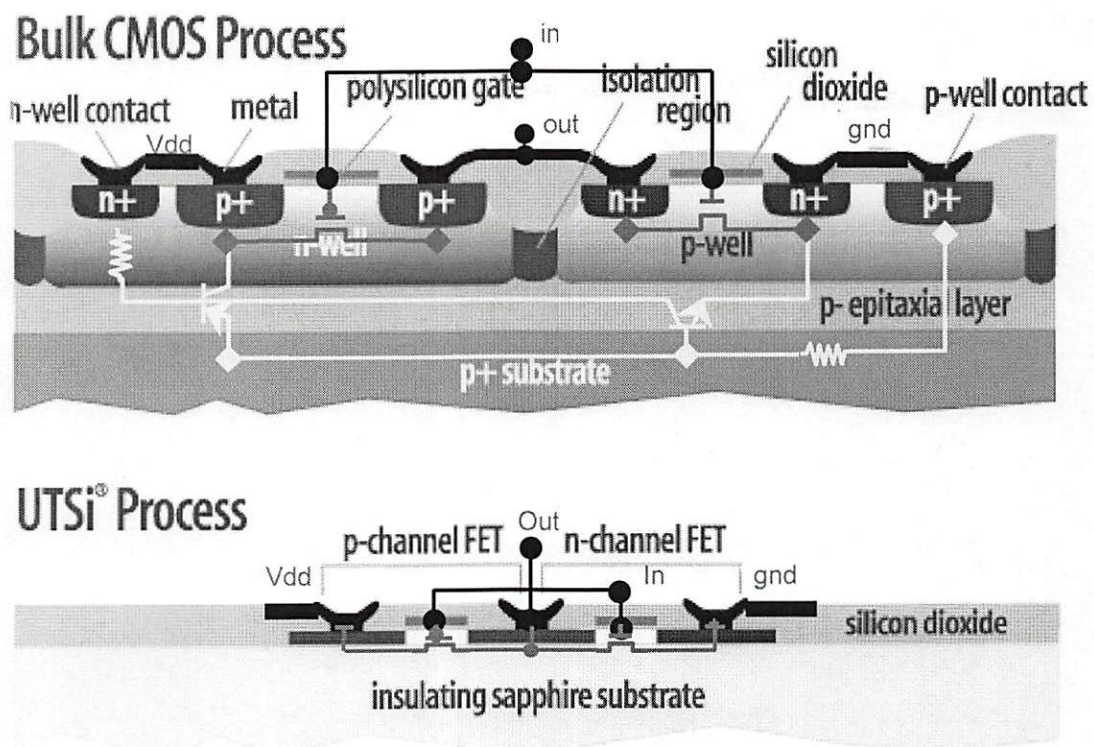 Bulk CMOS Process
in
polysilicon gate
isolation
region
silicon
dioxide
n-well contact
metal
p-well contact
Vdd
out
gnd
n+
p+
p+
n+
n+
p+
n-well
p-well
p- epitaxial layer
p+ substrate
UTSi® Process
Out
p-channel FET
n-channel FET
Vdd
In
gnd
silicon dioxide
insulating sapphire substrate